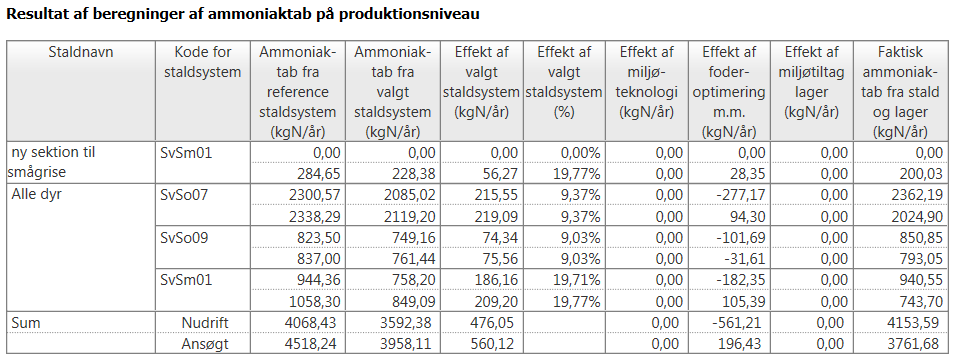 Resultat af beregninger af ammoniaktab på produktionsniveau
Staldnavn Kode for staldsystem Ammoniak-tab fra reference staldsystem (kgN/år) Ammoniak-tab fra valgt staldsystem (kgN/år) Effekt af valgt staldsystem (kgN/år) Effekt af valgt staldsystem (%) Effekt af miljø-teknologi (kgN/år) Effekt af foder-optimering m.m. (kgN/år) Effekt af miljøtiltag lager (kgN/år) Faktisk ammoniak-tab fra stald og lager (kgN/år)
ny sektion til SvSm01 0,00 0,00 0,00 0,00% 0,00 0,00 0,00 0,00
smågrise 284,65 228,38 56,27 19,77% 0,00 28,35 0,00 200,03
Alle dyr SvSo07 2300,57 2085,02 215,55 9,37% 0,00 -277,17 0,00 2362,19
2338,29 2119,20 219,09 9,37% 0,00 94,30 0,00 2024,90
SvSo09 823,50 749,16 74,34 9,03% 0,00 -101,69 0,00 850,85
837,00 761,44 75,56 9,03% 0,00 -31,61 0,00 793,05
SvSm01 944,36 758,20 186,16 19,71% 0,00 -182,35 0,00 940,55
1058,30 849,09 209,20 19,77% 0,00 105,39 0,00 743,70
Sum Nudrift 4068,43 3592,38 476,05 0,00 -561,21 0,00 4153,59
Ansøgt 4518,24 3958,11 560,12 0,00 196,43 0,00 3761,68